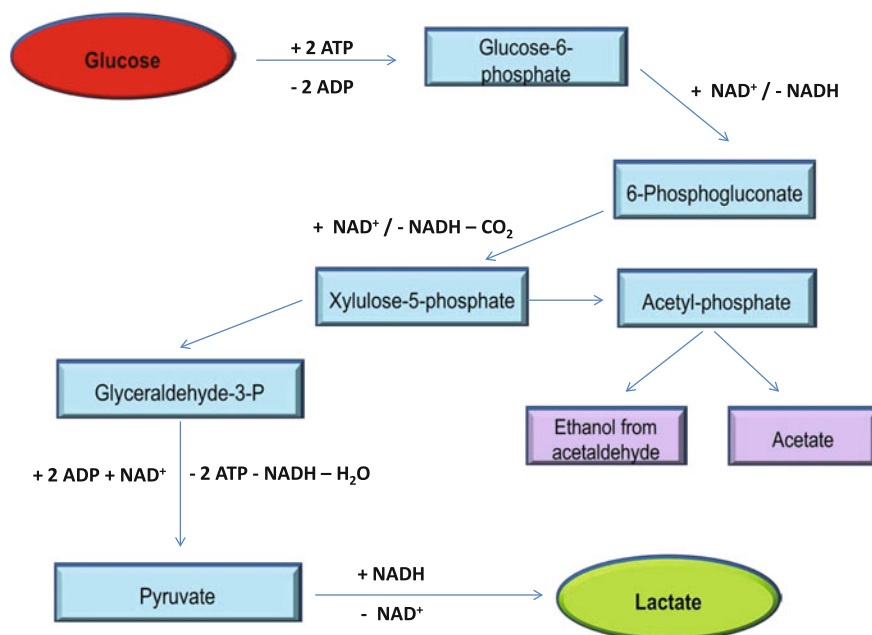 Glucose
+ 2 ATP
- 2 ADP
Glucose-6-
phosphate
+ NAD⁺ / - NADH
6-Phosphogluconate
+ NAD⁺ / - NADH – CO₂
Xylulose-5-phosphate
Acetyl-phosphate
Glyceraldehyde-3-P
Ethanol from
acetaldehyde
Acetate
+ 2 ADP + NAD⁺
- 2 ATP - NADH – H₂O
Pyruvate
+ NADH
- NAD⁺
Lactate